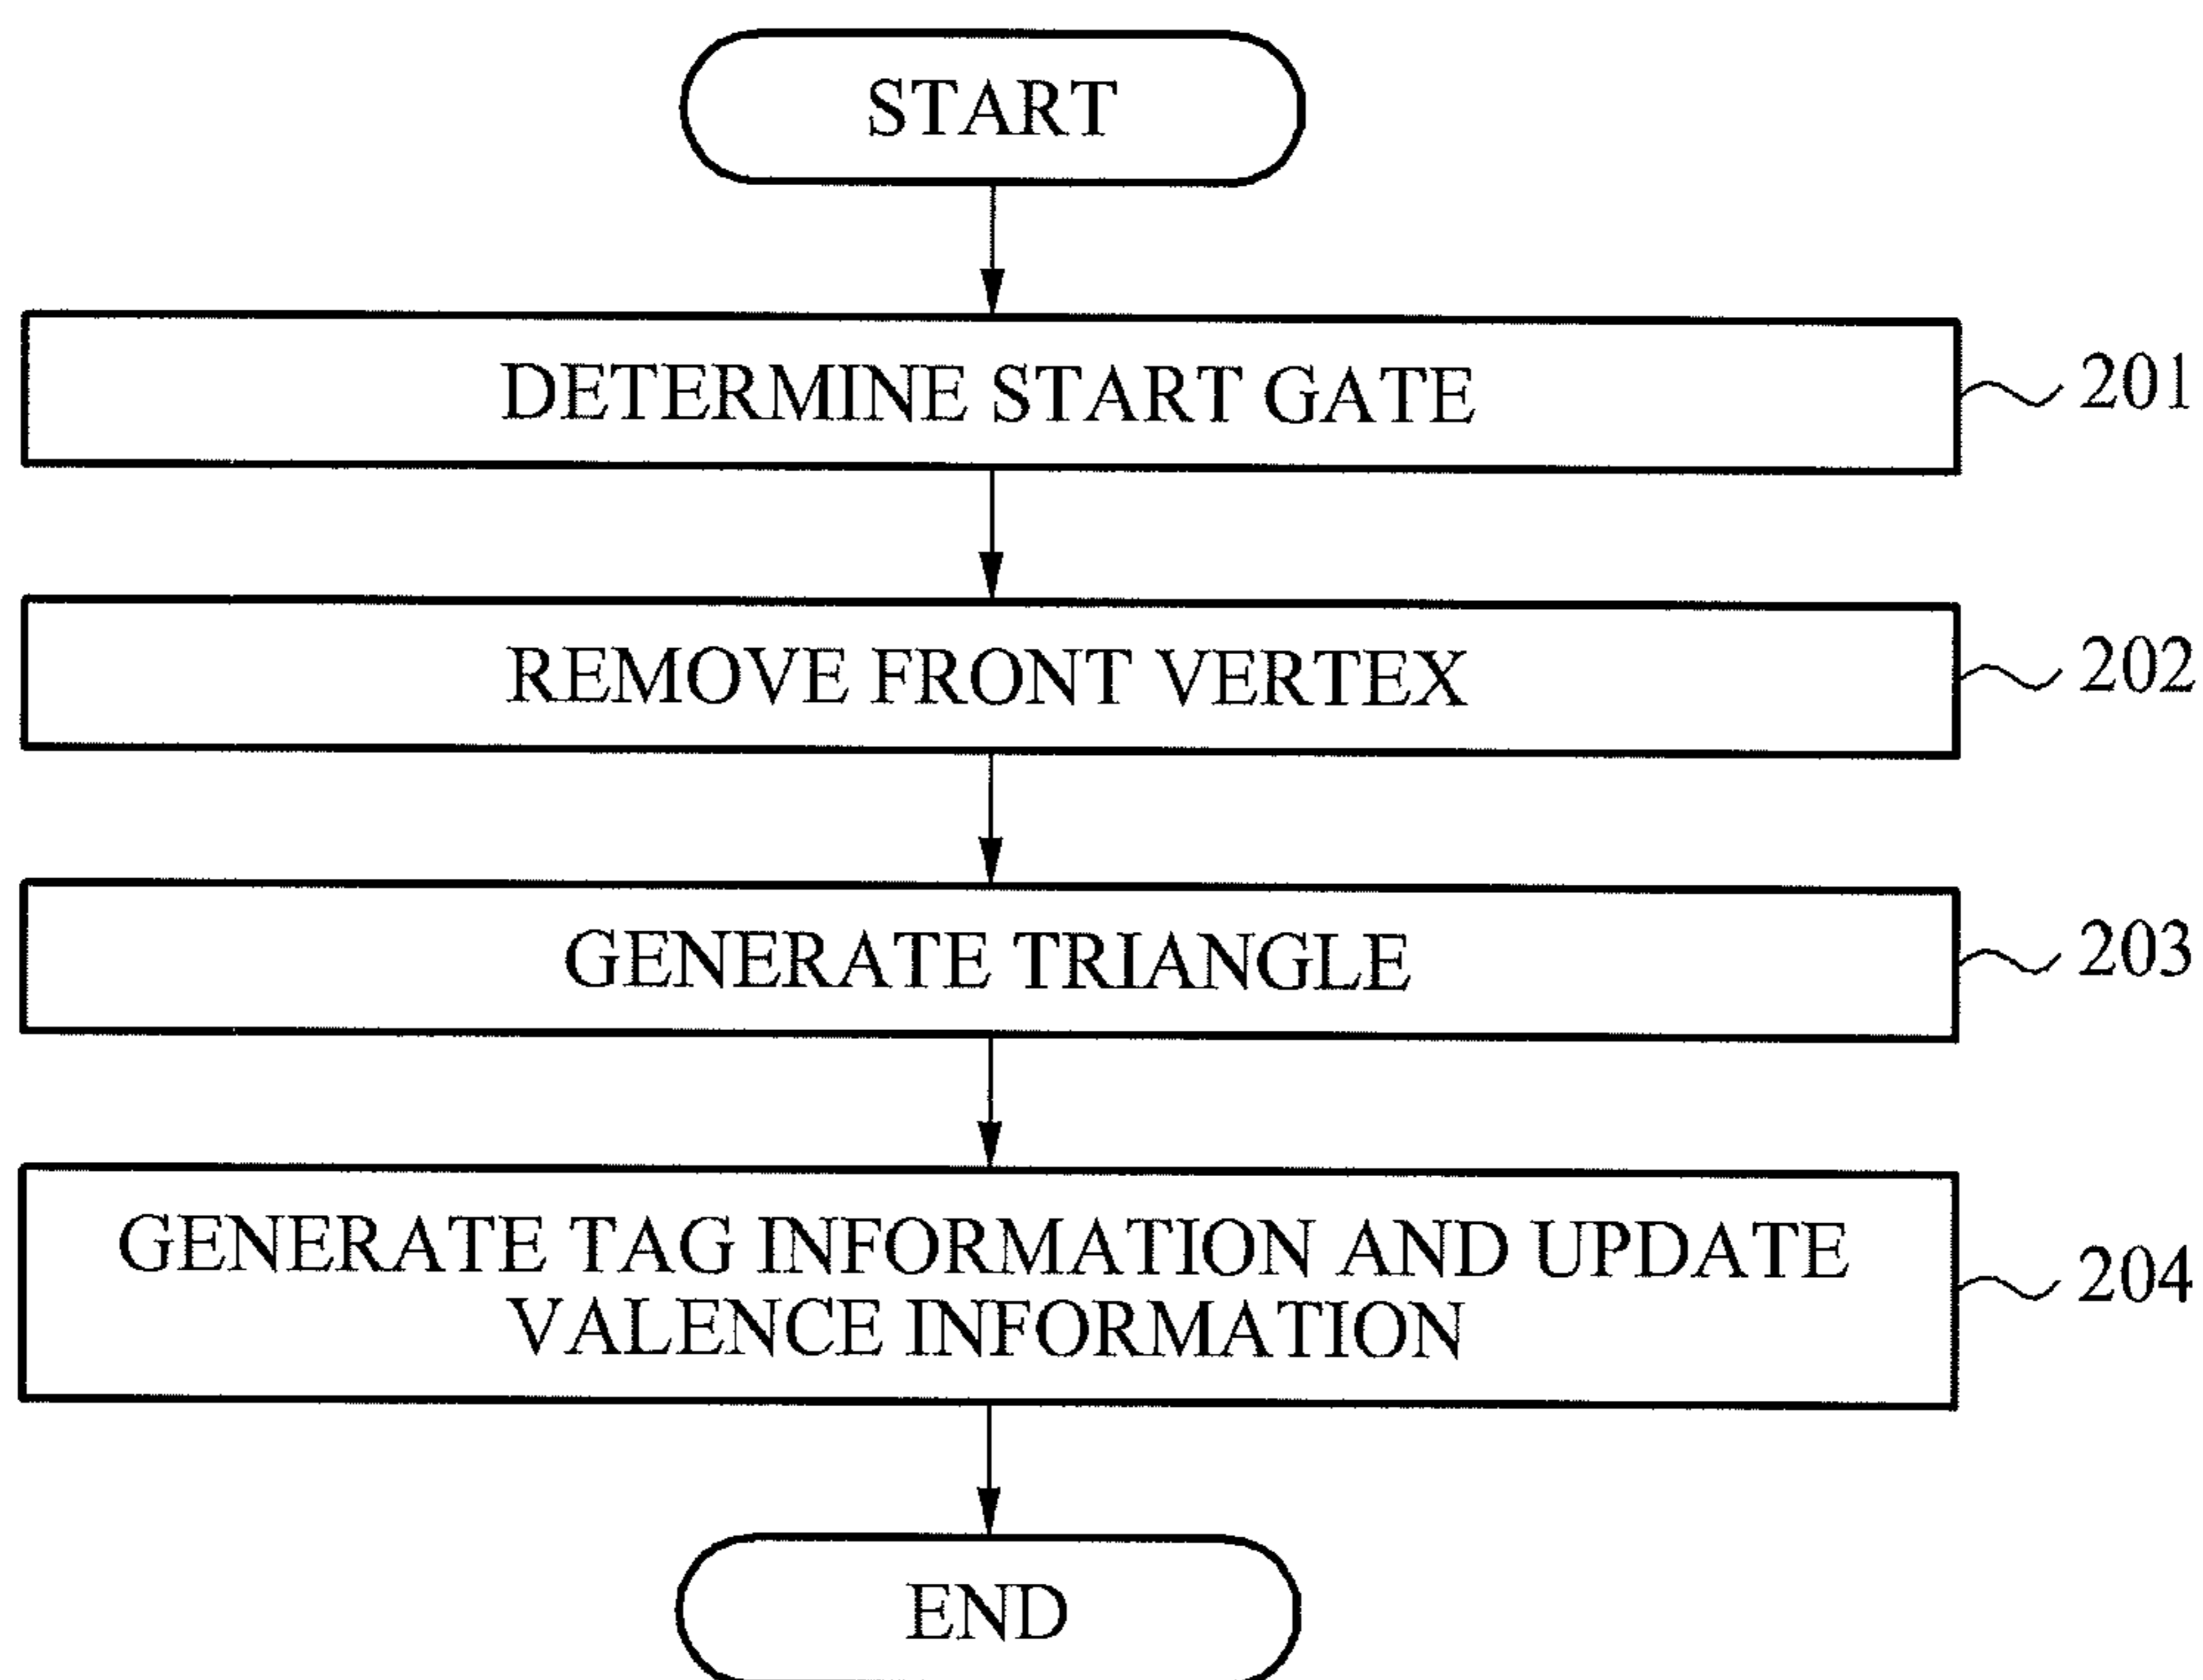 START
DETERMINE START GATE
201
REMOVE FRONT VERTEX
202
GENERATE TRIANGLE
203
GENERATE TAG INFORMATION AND UPDATE
VALENCE INFORMATION
204
END